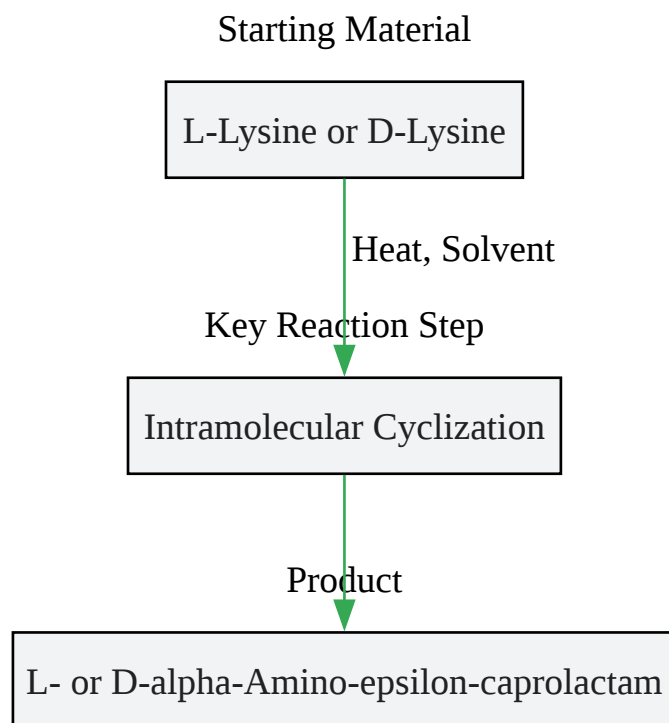 Starting Material
L-Lysine or D-Lysine
Heat, Solvent
Key Reaction Step
Intramolecular Cyclization
Product
L- or D-alpha-Amino-epsilon-caprolactam